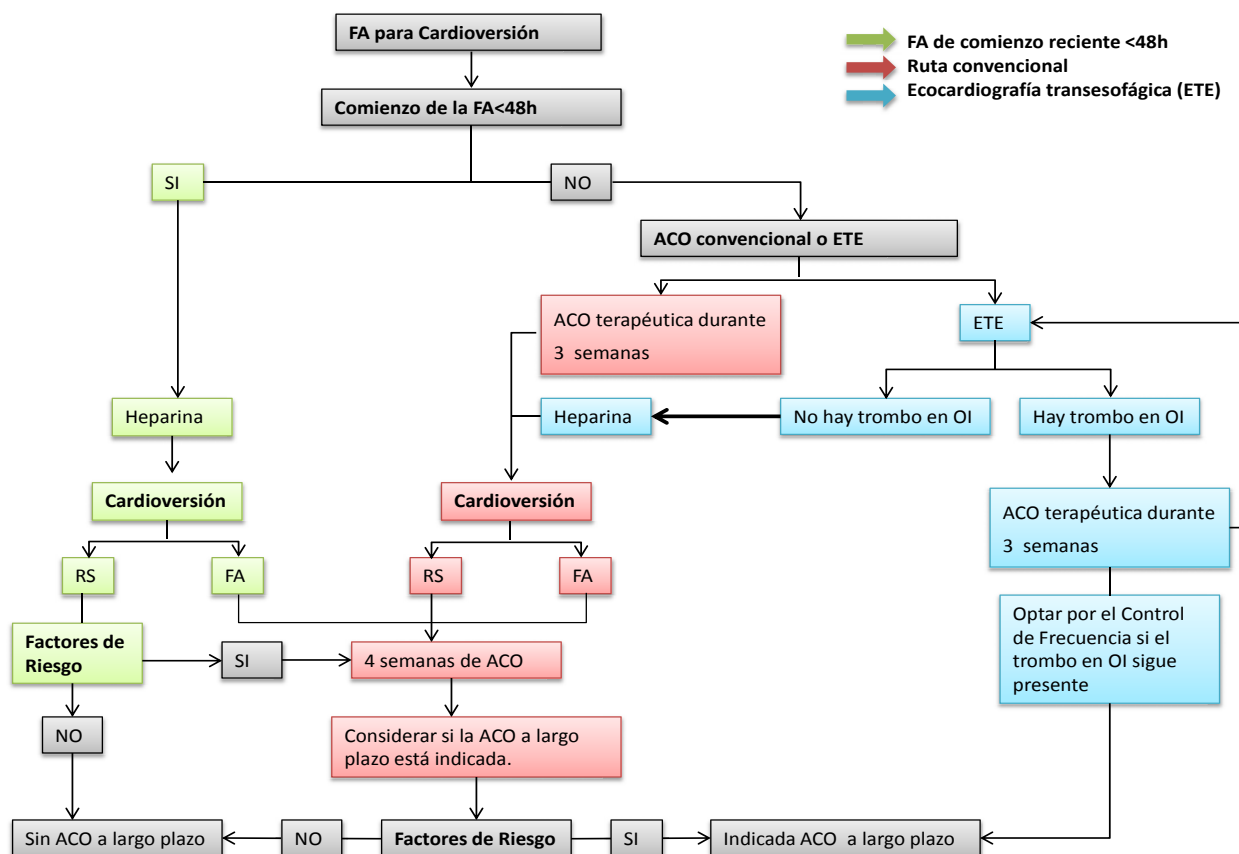 FA para Cardioversión
FA de comienzo reciente <48h
Ruta convencional
Ecocardiografía transesofágica (ETE)
Comienzo de la FA<48h
SI
NO
ACO convencional o ETE
ACO terapéutica durante
3 semanas
ETE
Heparina
Heparina
No hay trombo en OI
Hay trombo en OI
Cardioversión
Cardioversión
ACO terapéutica durante
3 semanas
RS
FA
RS
FA
Optar por el Control
de Frecuencia si el
trombo en OI sigue
presente
Factores de
Riesgo
SI
4 semanas de ACO
NO
Considerar si la ACO a largo
plazo está indicada.
Sin ACO a largo plazo
NO
Factores de Riesgo
SI
Indicada ACO a largo plazo